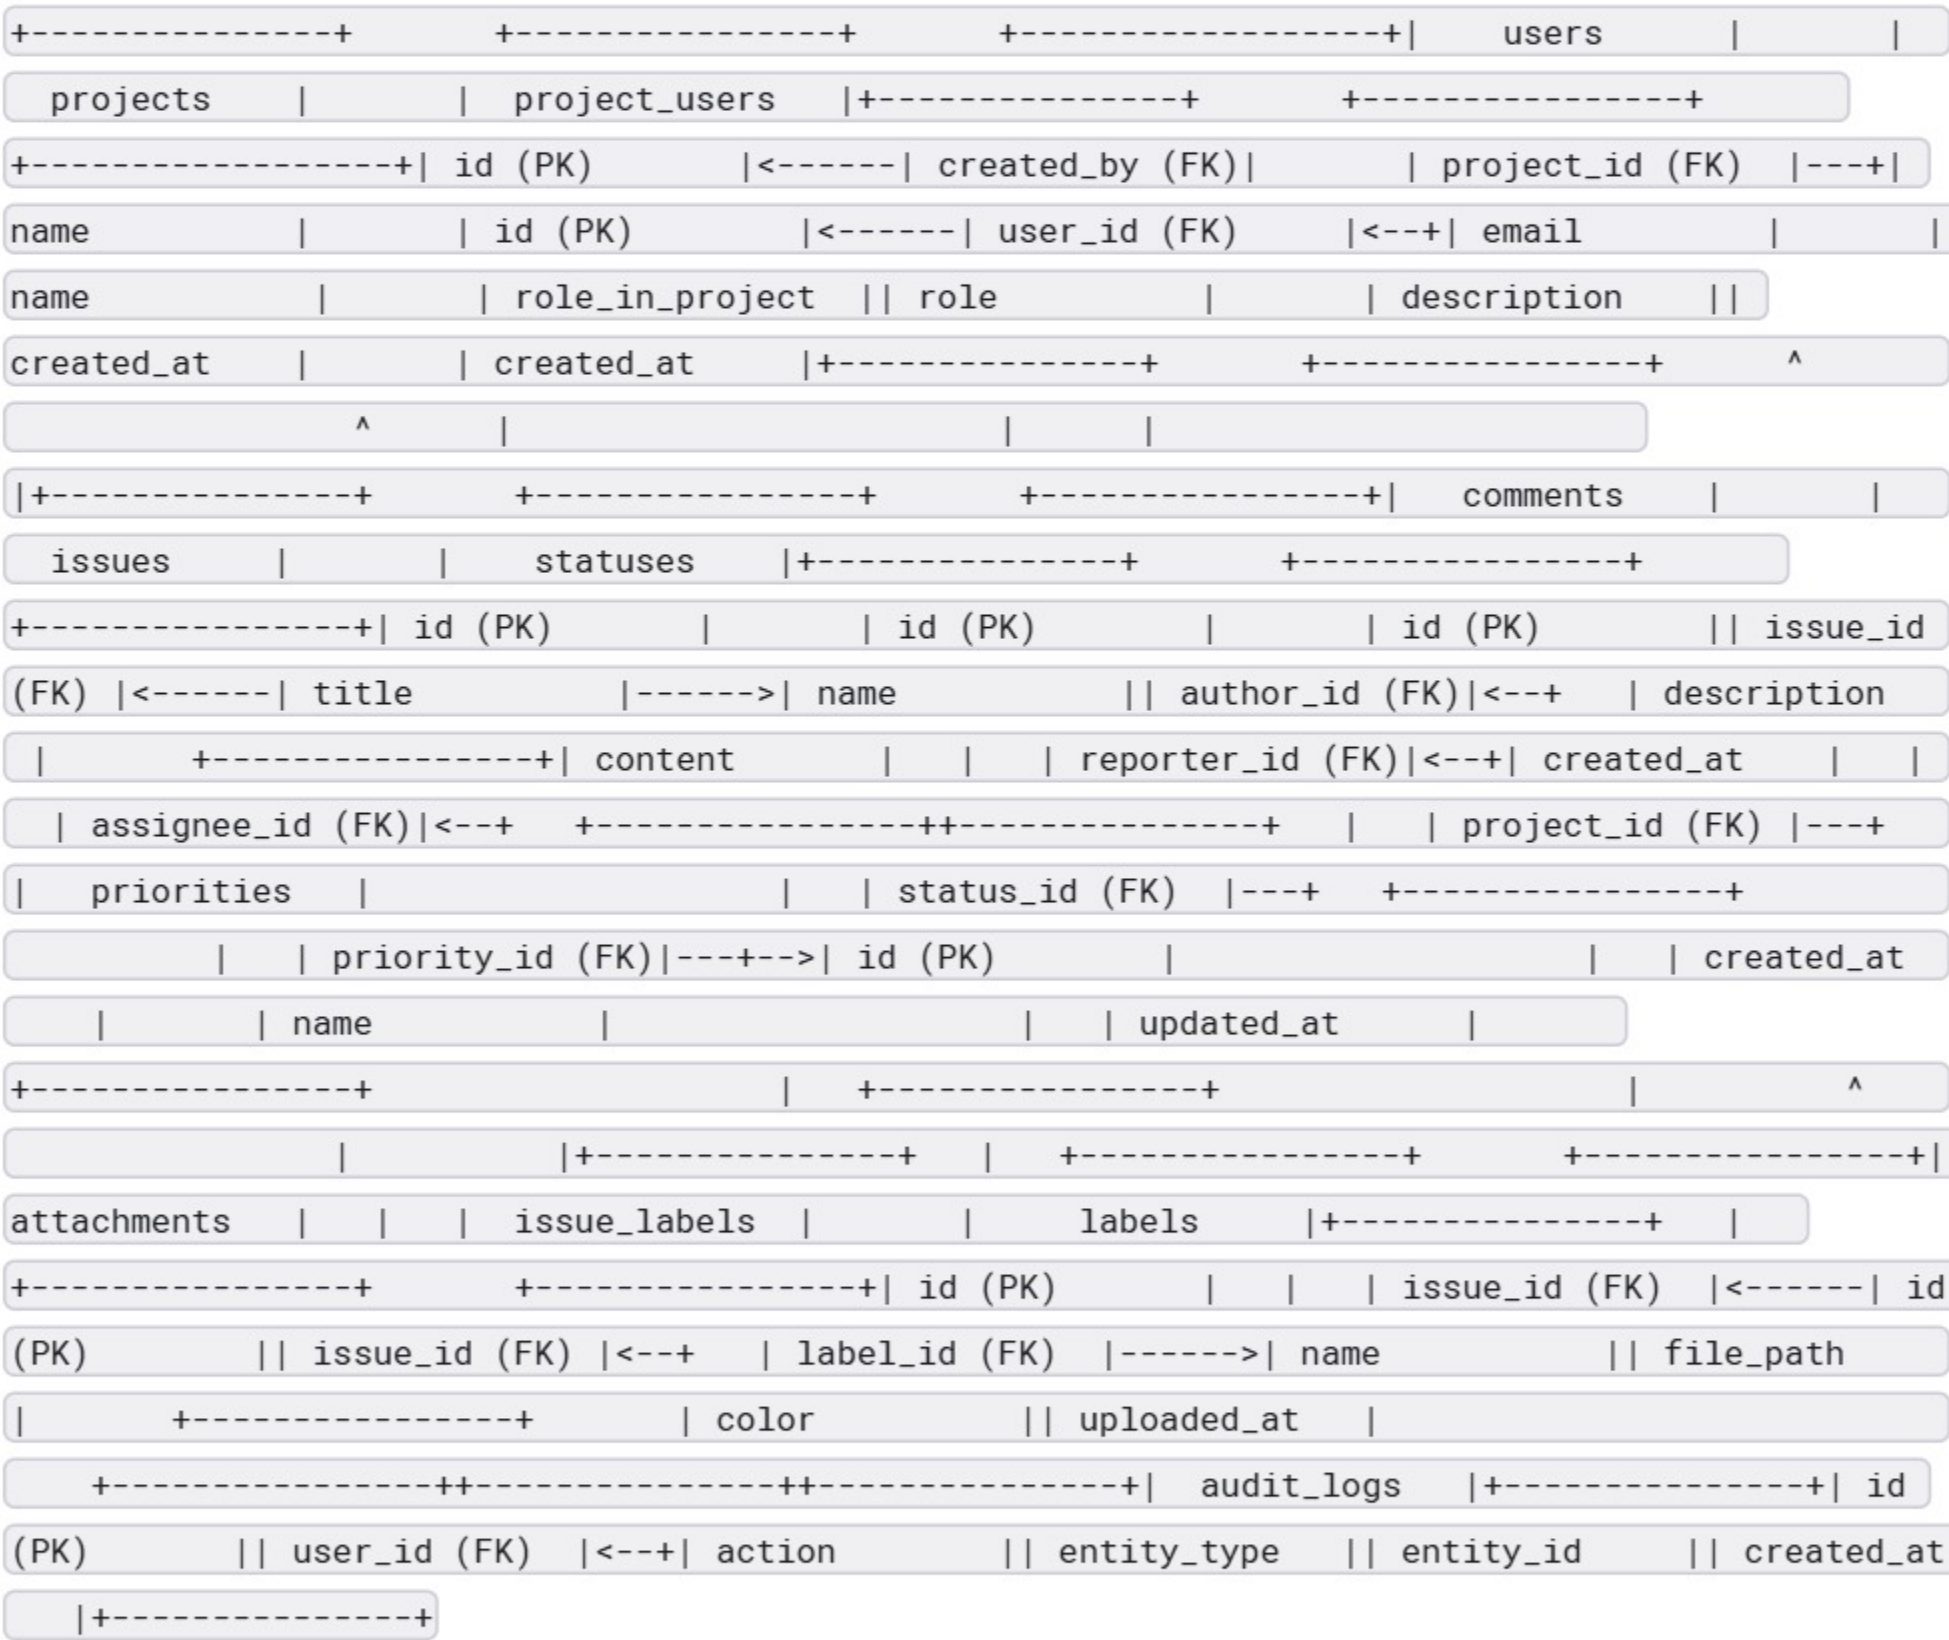 +---------------+       +----------------+       +------------------+|    users      |       |
  projects    |       |  project_users   |+---------------+       +----------------+
+------------------+| id (PK)       |<------| created_by (FK)|       | project_id (FK)  |---+|
name          |       | id (PK)        |<------| user_id (FK)     |<--+| email         |       |
name           |       | role_in_project  || role          |       | description    ||
created_at    |       | created_at     |+---------------+       +----------------+      ^
                 ^      |                        |      |
|+---------------+       +----------------+       +----------------+|   comments    |       |
  issues     |       |    statuses    |+---------------+       +----------------+
+----------------+| id (PK)       |       | id (PK)        |       | id (PK)        || issue_id
(FK) |<------| title          |------>| name           || author_id (FK)|<--+   | description
 |       +----------------+| content       |   |   | reporter_id (FK)|<--+| created_at    |   |
  | assignee_id (FK)|<--+   +----------------++---------------+   |   | project_id (FK) |---+
|   priorities   |                    |   | status_id (FK)  |---+   +----------------+
          |   | priority_id (FK)|---+-->| id (PK)        |                    |   | created_at
    |       | name           |                    |   | updated_at      |
+----------------+                    |   +----------------+                    |          ^
                |          |+---------------+   |   +----------------+       +----------------+|
attachments   |   |   |  issue_labels  |       |     labels     |+---------------+   |
+----------------+       +----------------+| id (PK)       |   |   | issue_id (FK)  |<------| id
(PK)        || issue_id (FK) |<--+   | label_id (FK)  |------>| name           || file_path
|       +----------------+       | color          || uploaded_at   |
    +----------------++---------------++---------------+|  audit_logs   |+---------------+| id
(PK)       || user_id (FK)  |<--+| action        || entity_type   || entity_id     || created_at
   |+---------------+